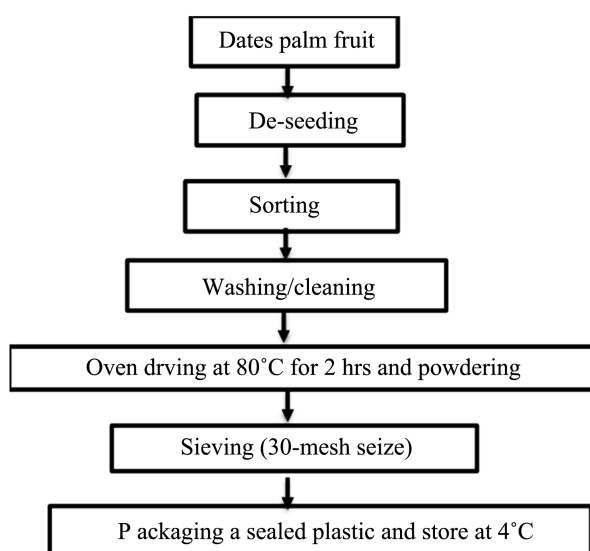 Dates palm fruit
De-seeding
Sorting
Washing/cleaning
Oven drving at 80˚C for 2 hrs and powdering
Sieving (30-mesh seize)
P ackaging a sealed plastic and store at 4˚C